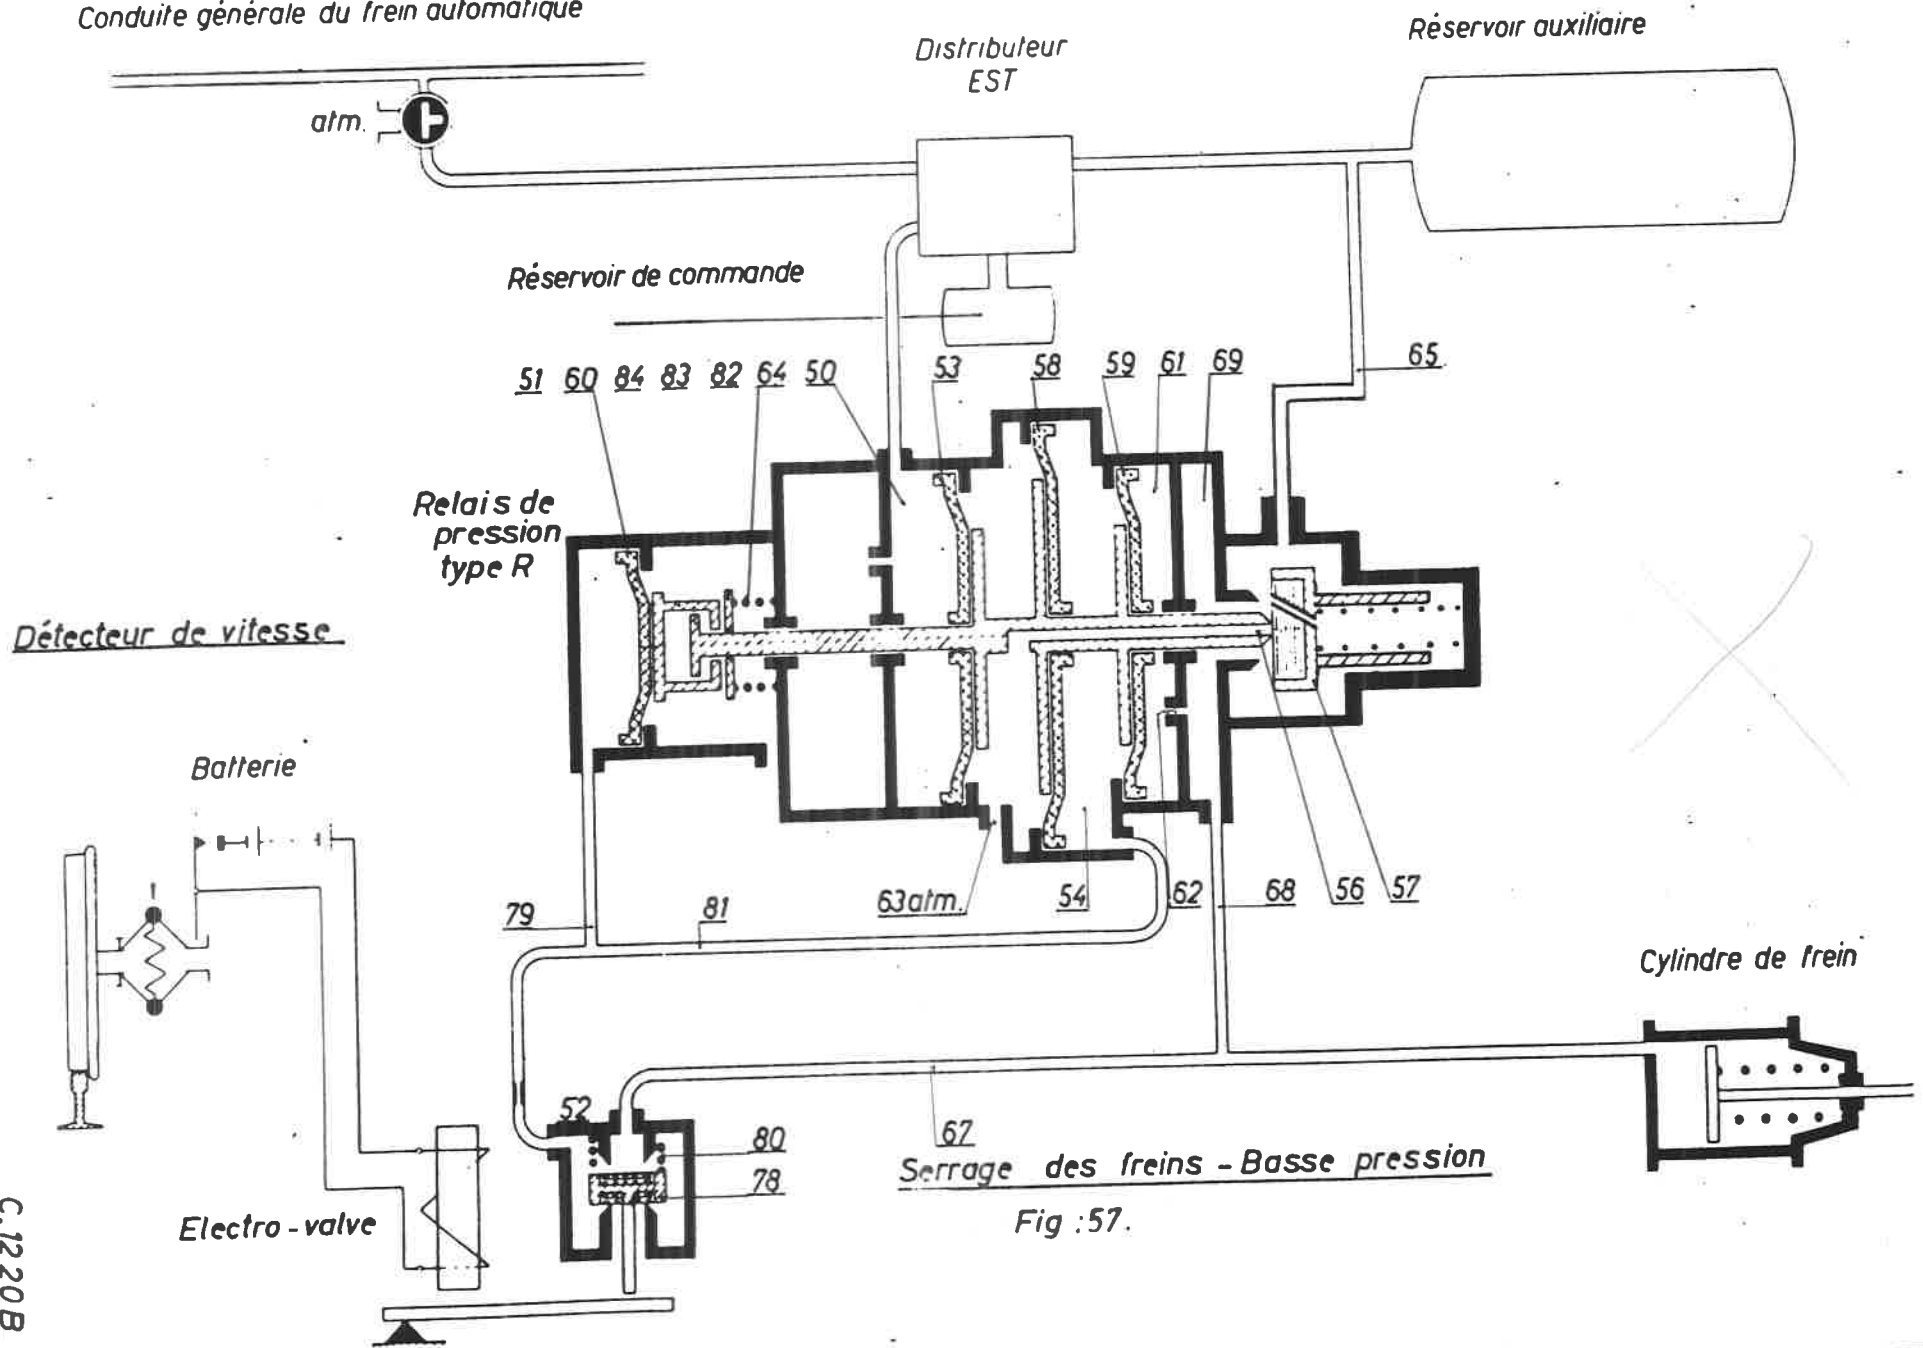 Conduite générale du frein automatique
Distributeur
EST
Réservoir auxiliaire
atm.
Réservoir de commande
51 60 84 83 82 64 50 53 58 59 61 69 65
Relais de
pression
type R
Détecteur de vitesse
Batterie
79 81 63 atm. 54 62 68 56 57
Cylindre de frein
52 80 78 67
Serrage des freins - Basse pression
Electro - valve
Fig : 57.
C.1220B